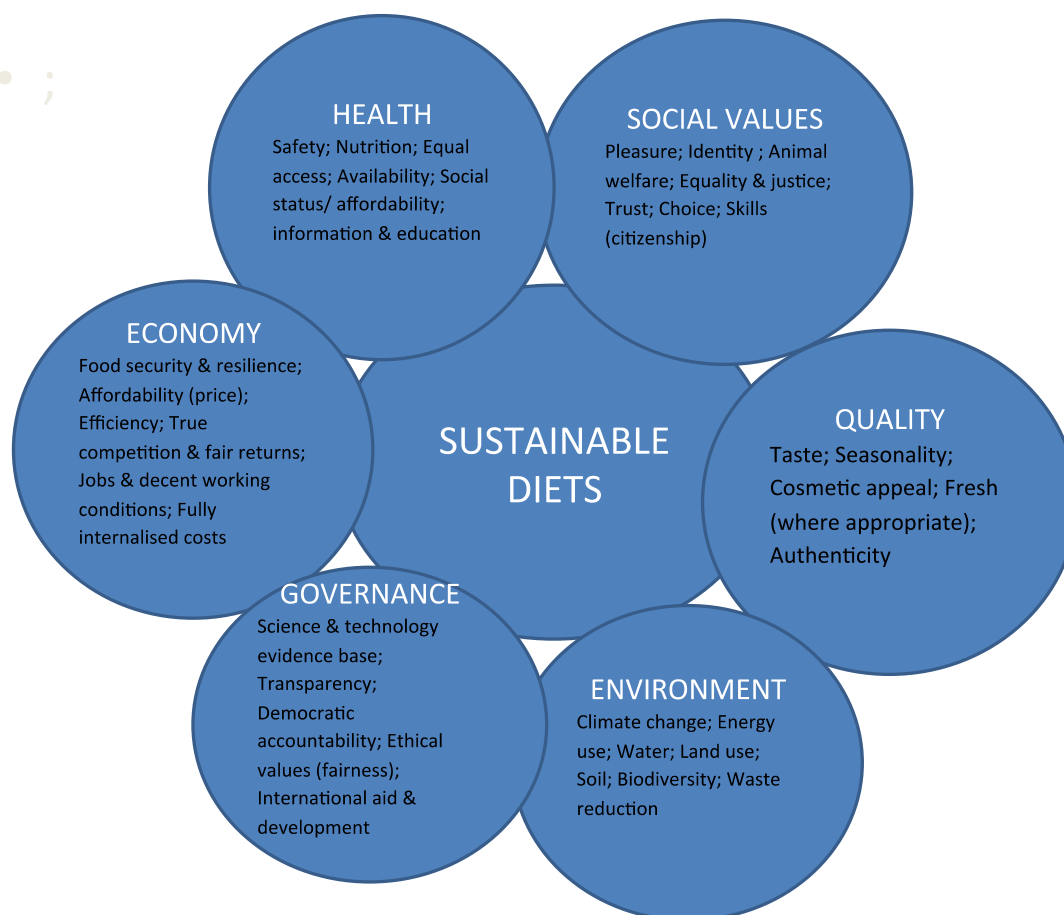 • ;
HEALTH
Safety; Nutrition; Equal
access; Availability; Social
status/ affordability;
information & education
SOCIAL VALUES
Pleasure; Identity ; Animal
welfare; Equality & justice;
Trust; Choice; Skills
(citizenship)
ECONOMY
Food security & resilience;
Affordability (price);
Efficiency; True
competition & fair returns;
Jobs & decent working
conditions; Fully
internalised costs
SUSTAINABLE
DIETS
QUALITY
Taste; Seasonality;
Cosmetic appeal; Fresh
(where appropriate);
Authenticity
GOVERNANCE
Science & technology
evidence base;
Transparency;
Democratic
accountability; Ethical
values (fairness);
International aid &
development
ENVIRONMENT
Climate change; Energy
use; Water; Land use;
Soil; Biodiversity; Waste
reduction